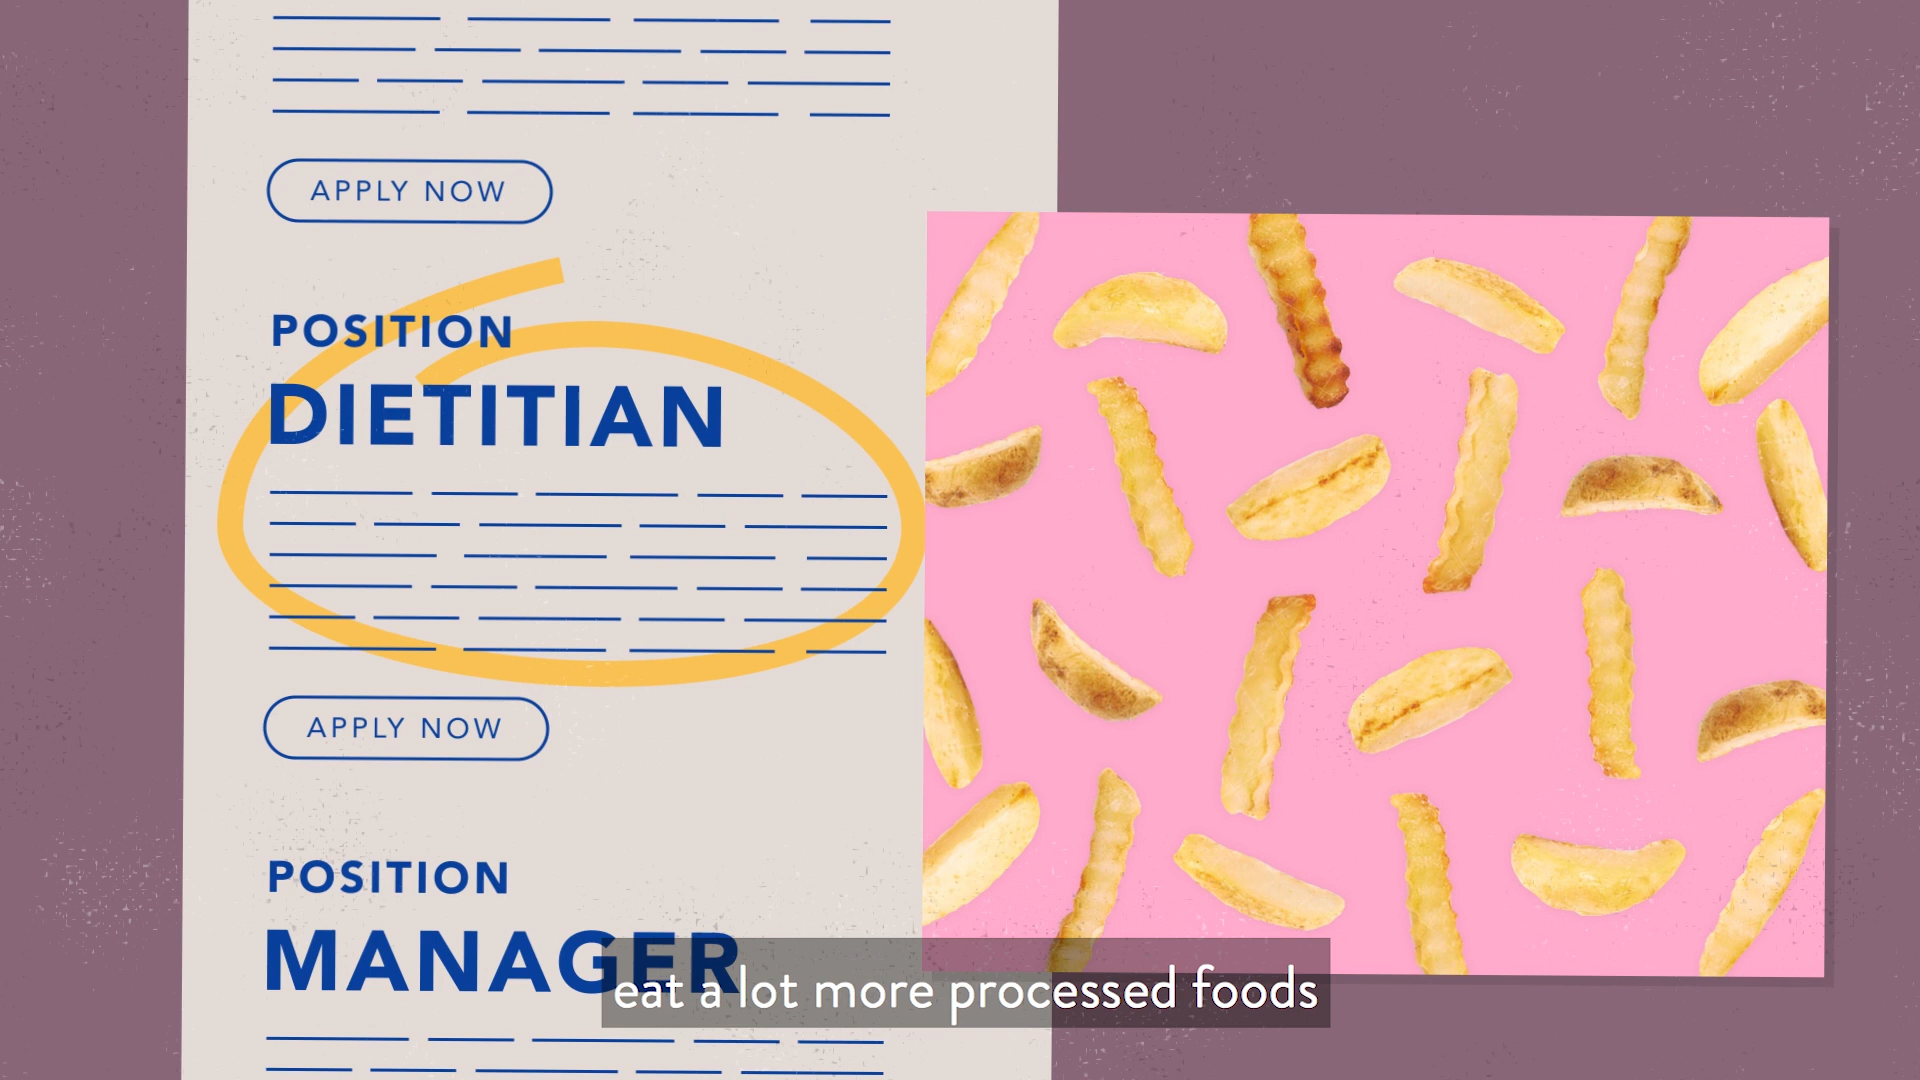 APPLY NOW
POSITION
DIETITIAN
APPLY NOW
POSITION
MANAGER
eat a lot more processed foods